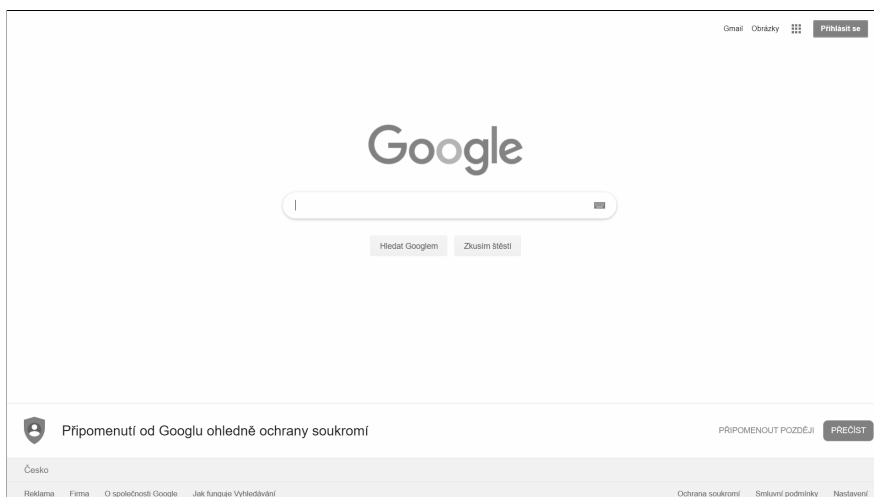 Gmail Obrázky Přihlásit se
Google
Hledat Googlem Zkusím štěstí
Připomenutí od Googlu ohledně ochrany soukromí PŘIPOMENOUT POZDĚJI PŘEČÍST
Česko
Reklama Firma O společnosti Google Jak funguje Vyhledávání Ochrana soukromí Smluvní podmínky Nastavení